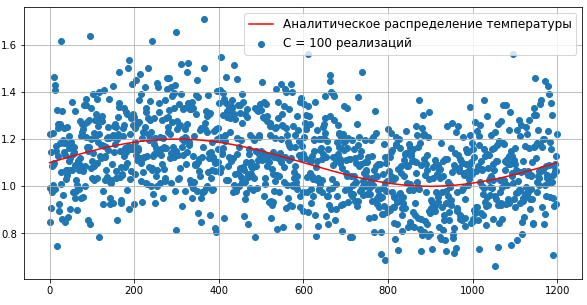 Аналитическое распределение температуры
C = 100 реализаций
1.6
1.4
1.2
1.0
0.8
0 200 400 600 800 1000 1200